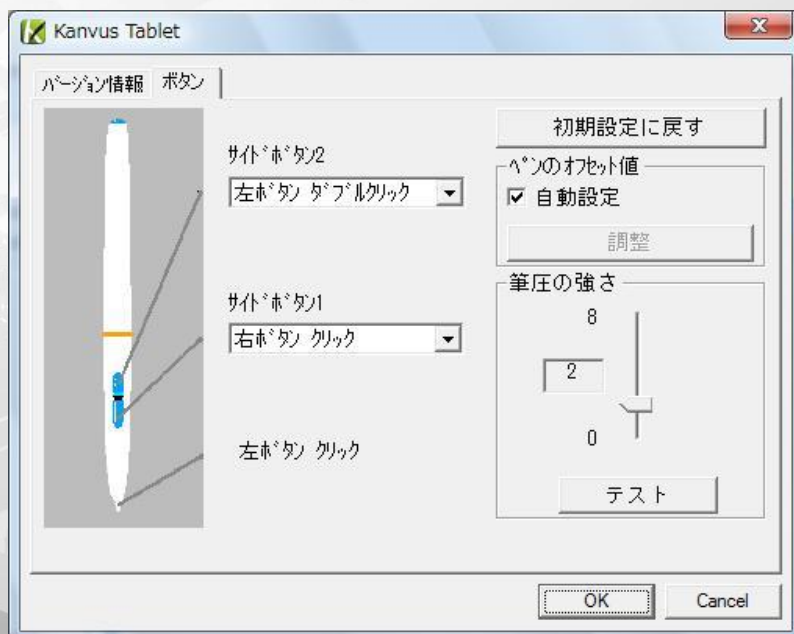 Kanvus Tablet
ﾊﾞｰｼﾞｮﾝ情報 ボタン
初期設定に戻す
ｻｲﾄﾞﾎﾞﾀﾝ2
左ﾎﾞﾀﾝ ﾀﾞﾌﾞﾙｸﾘｯｸ
ﾍﾟﾝのｵﾌｾｯﾄ値
自動設定
調整
ｻｲﾄﾞﾎﾞﾀﾝ1
右ﾎﾞﾀﾝ ｸﾘｯｸ
筆圧の強さ
8
2
0
左ﾎﾞﾀﾝ ｸﾘｯｸ
テスト
OK
Cancel